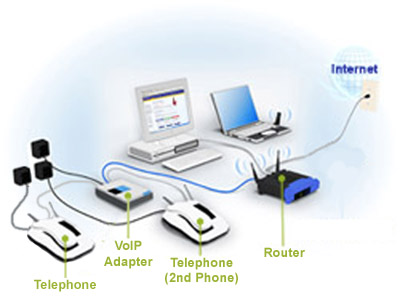 Internet
VoIP
Adapter
Telephone
(2nd Phone)
Router
Telephone